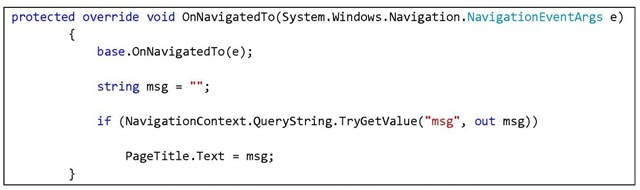 protected override void OnNavigatedTo(System.Windows.Navigation.NavigationEventArgs e)
{
base.OnNavigatedTo(e);
string msg = "";
if (NavigationContext.QueryString.TryGetValue("msg", out msg))
PageTitle.Text = msg;
}